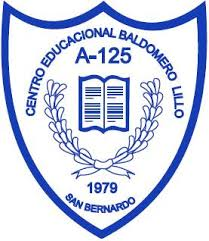 CENTRO EDUCACIONAL BALDOMERO LILLO
A-125
1979
SAN BERNARDO